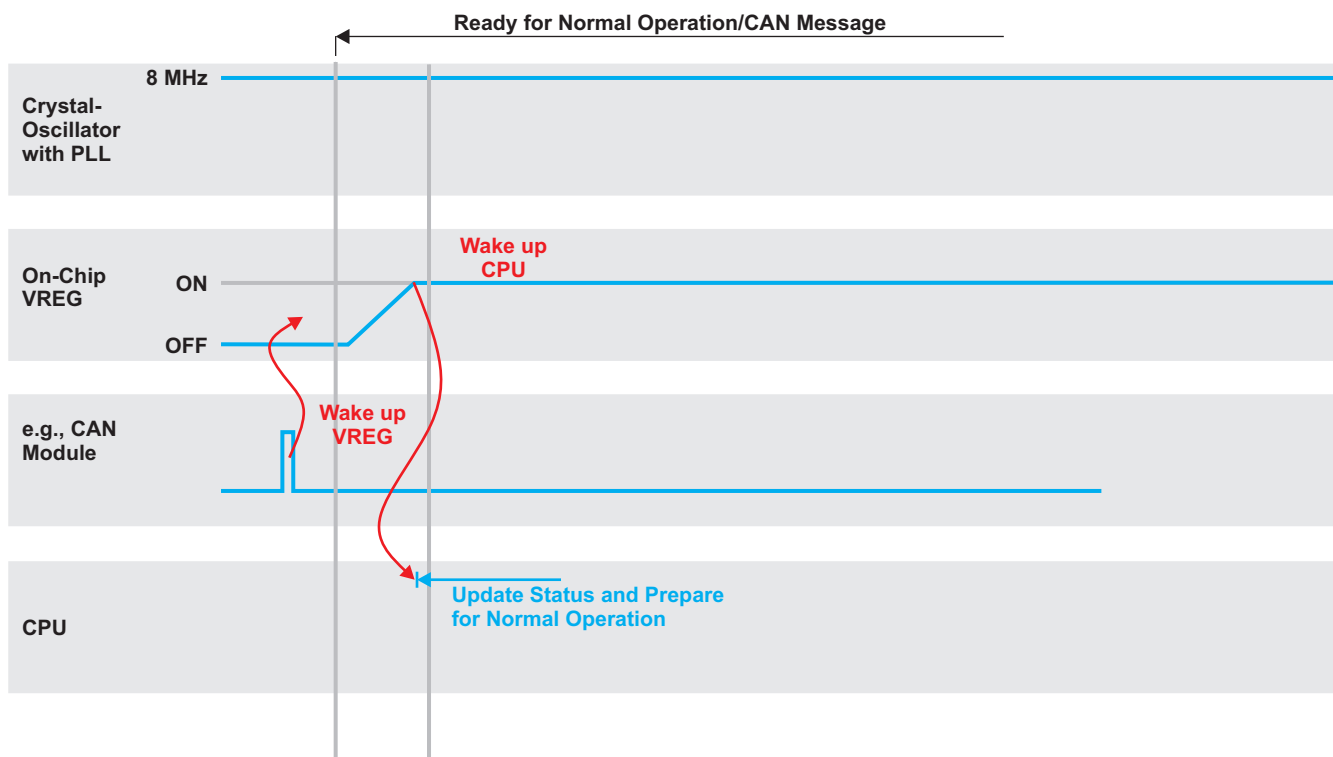 Ready for Normal Operation/CAN Message
8 MHz
Crystal-
Oscillator
with PLL
Wake up
CPU
On-Chip
VREG
ON
OFF
Wake up
VREG
e.g., CAN
Module
Update Status and Prepare
for Normal Operation
CPU